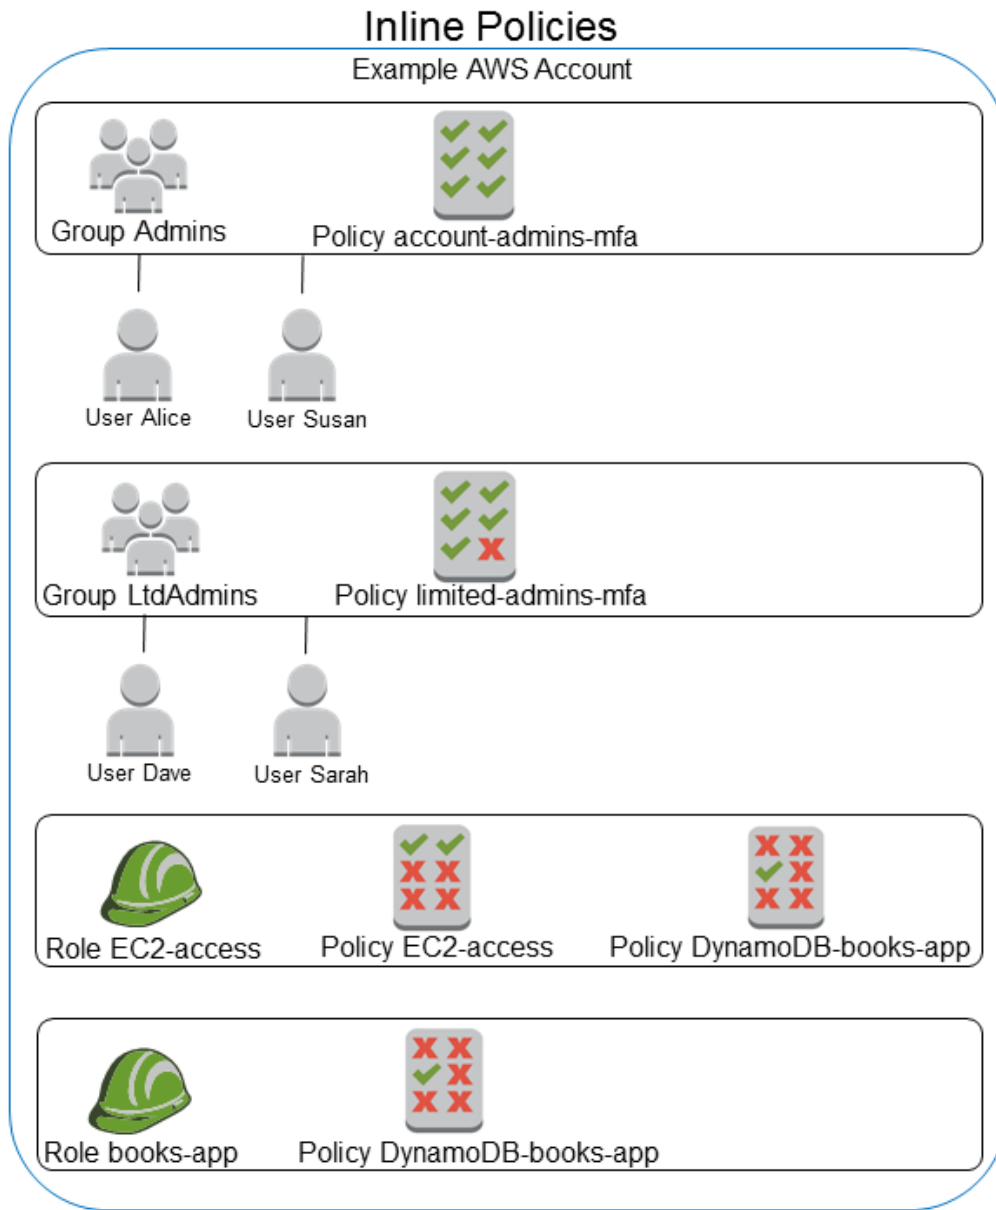 Inline Policies
Example AWS Account
Group Admins
Policy account-admins-mfa
User Alice
User Susan
Group LtdAdmins
Policy limited-admins-mfa
User Dave
User Sarah
Role EC2-access
Policy EC2-access
Policy DynamoDB-books-app
Role books-app
Policy DynamoDB-books-app